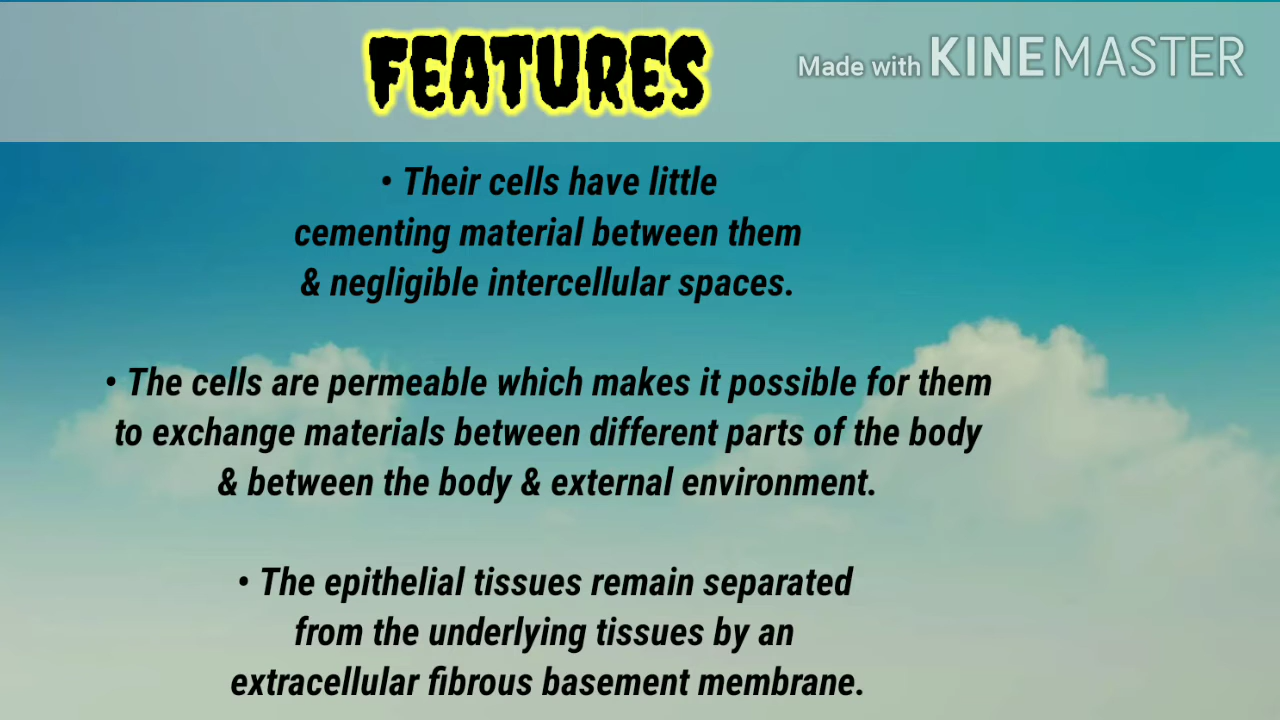 FEATURES
Made with KINEMASTER
• Their cells have little
cementing material between them
& negligible intercellular spaces.
• The cells are permeable which makes it possible for them
to exchange materials between different parts of the body
& between the body & external environment.
• The epithelial tissues remain separated
from the underlying tissues by an
extracellular fibrous basement membrane.